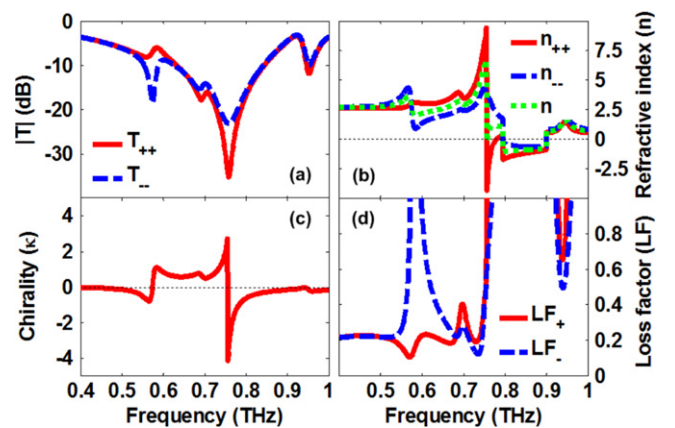 0
-10
-20
-30
|T| (dB)
T++
T--
(a)
7.5
5
2.5
0
-2.5
Refractive index (n)
n++
n--
n
(b)
4
2
0
-2
-4
Chirality (κ)
(c)
0.4 0.5 0.6 0.7 0.8 0.9 1
Frequency (THz)
0.8
0.6
0.4
0.2
0
Loss factor (LF)
(d)
LF+
LF-
0.5 0.6 0.7 0.8 0.9 1
Frequency (THz)